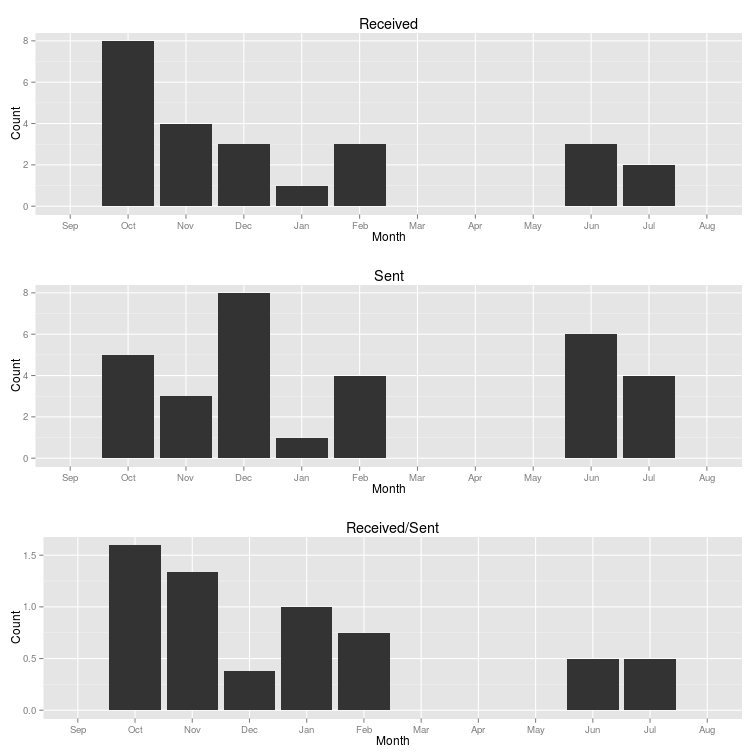 Received
Count
8
6
4
2
0
Sep Oct Nov Dec Jan Feb Mar Apr May Jun Jul Aug
Month
Sent
Count
8
6
4
2
0
Sep Oct Nov Dec Jan Feb Mar Apr May Jun Jul Aug
Month
Received/Sent
Count
1.5
1.0
0.5
0.0
Sep Oct Nov Dec Jan Feb Mar Apr May Jun Jul Aug
Month